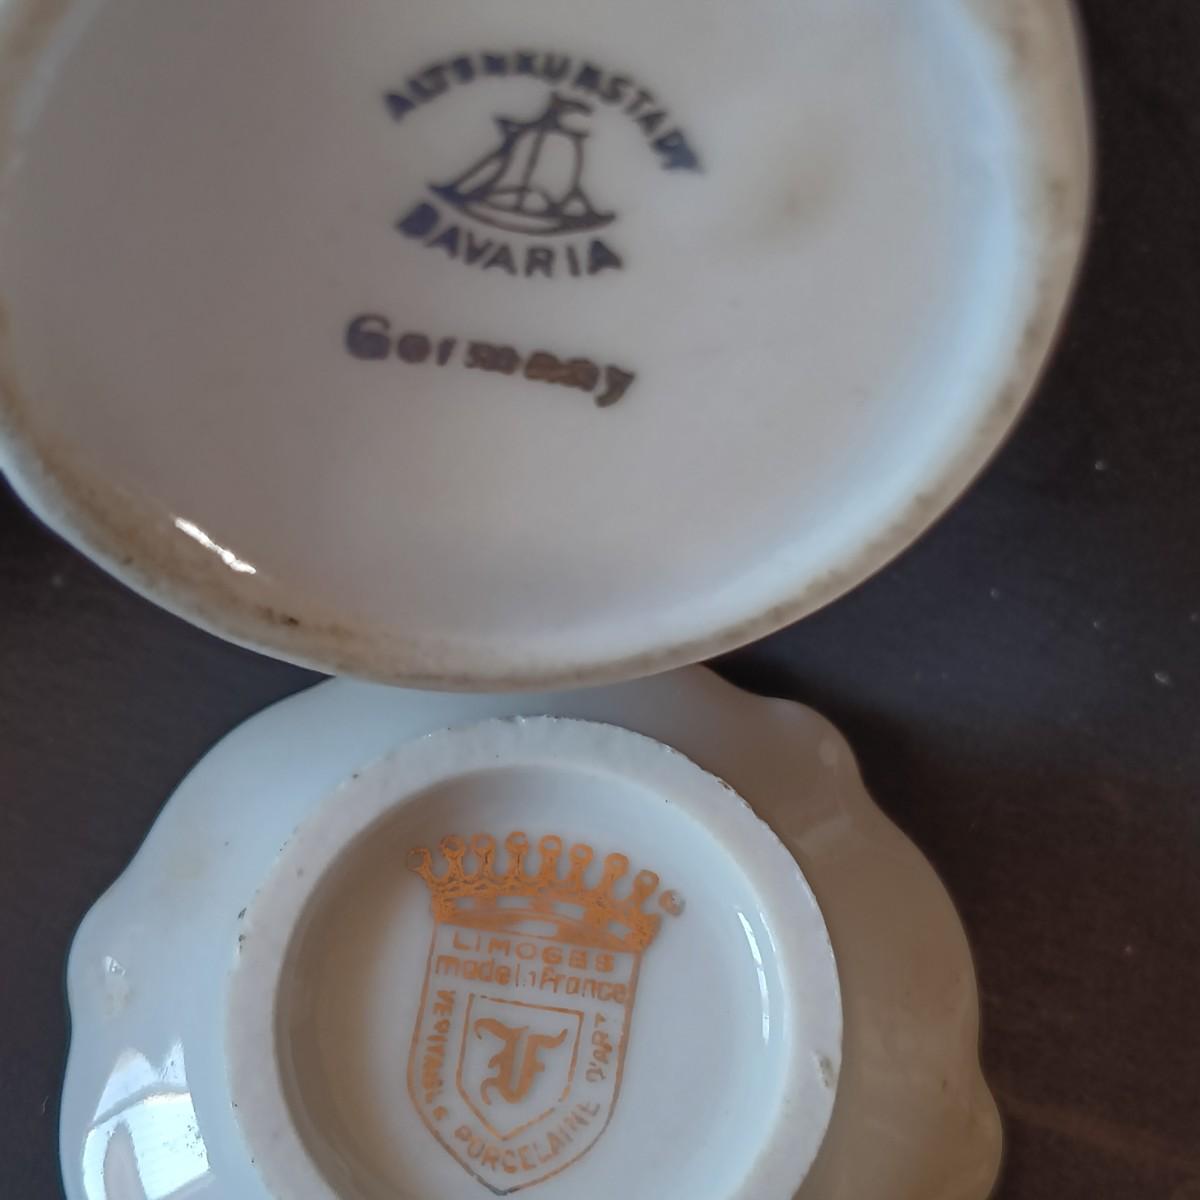 ALTENKUNSTADT
BAVARIA
Germany
LIMOGES
made in France
VERITABLE PORCELAINE D'ART
F